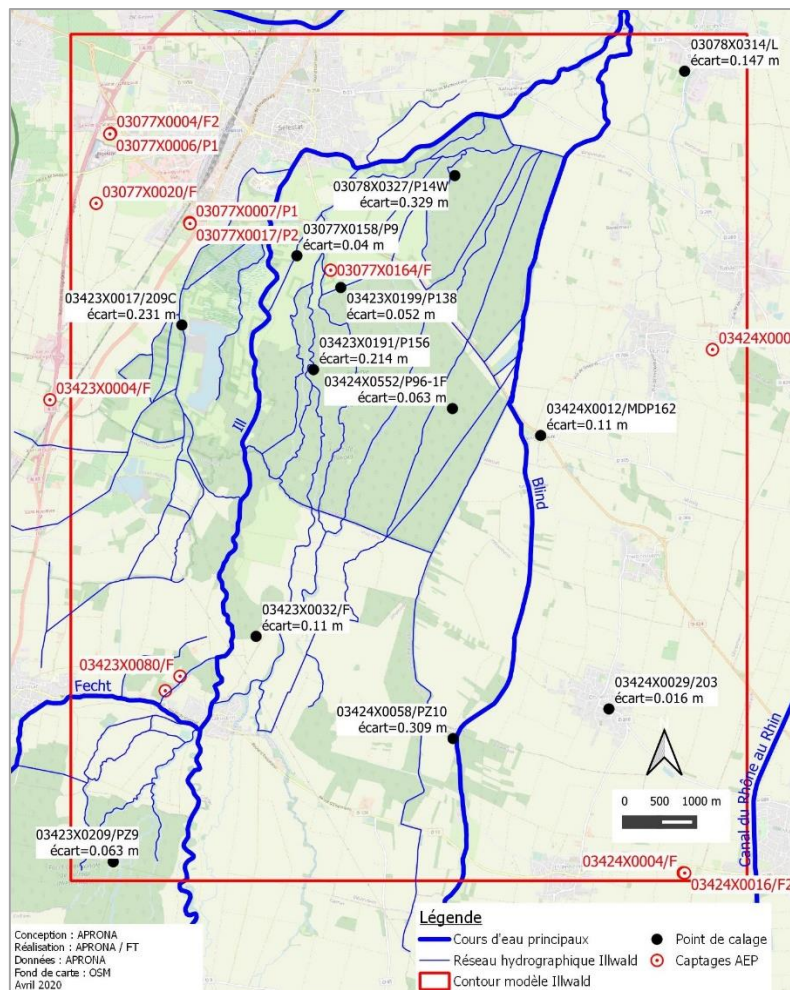 03078X0314/L
écart=0.147 m
03077X0004/F2
03077X0006/P1
Sélestat
03078X0327/P14W
écart=0.329 m
03077X0020/F
03077X0007/P1
03077X0017/P2
03077X0158/P9
écart=0.04 m
03077X0164/F
03423X0199/P138
écart=0.052 m
03423X0017/209C
écart=0.231 m
03423X0191/P156
écart=0.214 m
03424X000
03424X0552/P96-1F
écart=0.063 m
03423X0004/F
03424X0012/MDP162
écart=0.11 m
Ill
Blind
03423X0032/F
écart=0.11 m
03423X0080/F
Fecht
03424X0029/203
écart=0.016 m
03424X0058/PZ10
écart=0.309 m
0 500 1000 m
Canal du Rhône au Rhin
03423X0209/PZ9
écart=0.063 m
03424X0004/F
03424X0016/F2
Légende
Cours d'eau principaux
Réseau hydrographique Illwald
Contour modèle Illwald
Point de calage
Captages AEP
Conception : APRONA
Réalisation : APRONA / FT
Données : APRONA
Fond de carte : OSM
Avril 2020